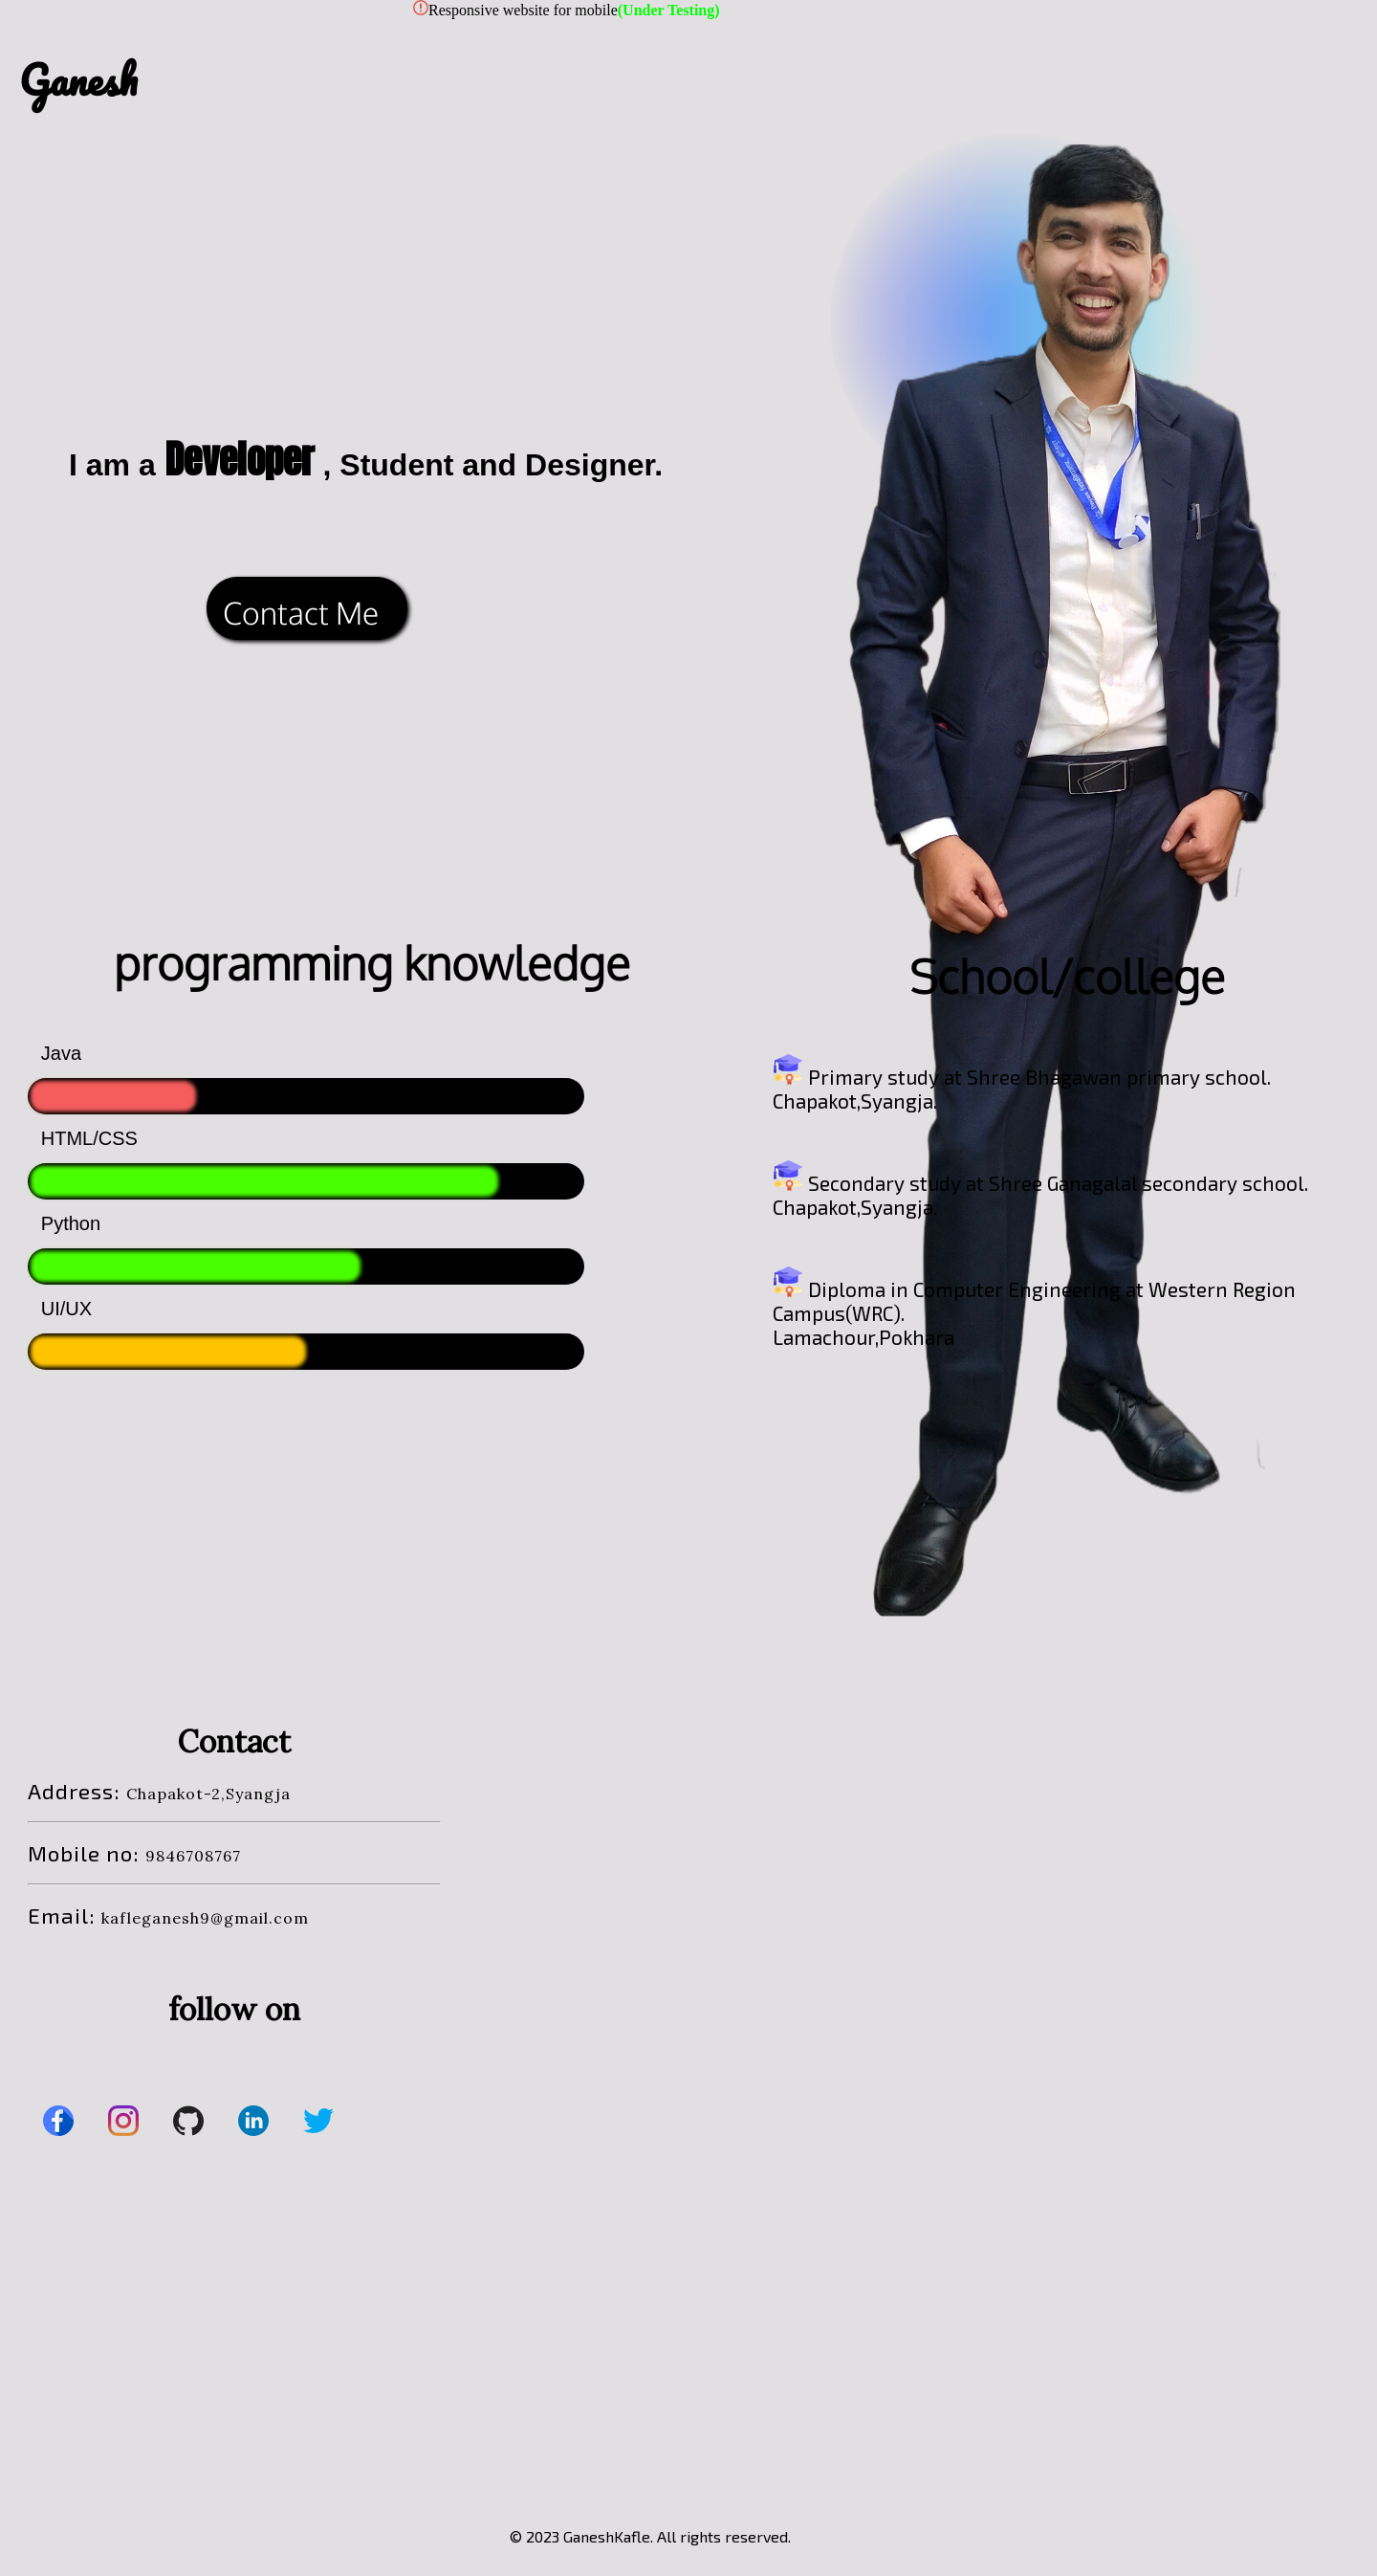 Responsive website for mobile(Under Testing)
Ganesh
I am a Developer , Student and Designer.
Contact Me
programming knowledge
Java
HTML/CSS
Python
UI/UX
School/college
Primary study at Shree Bhagawan primary school.
Chapakot,Syangja.
Secondary study at Shree Ganagalal secondary school.
Chapakot,Syangja.
Diploma in Computer Engineering at Western Region
Campus(WRC).
Lamachour,Pokhara
Contact
Address: Chapakot-2,Syangja
Mobile no: 9846708767
Email: kafleganesh9@gmail.com
follow on
© 2023 GaneshKafle. All rights reserved.